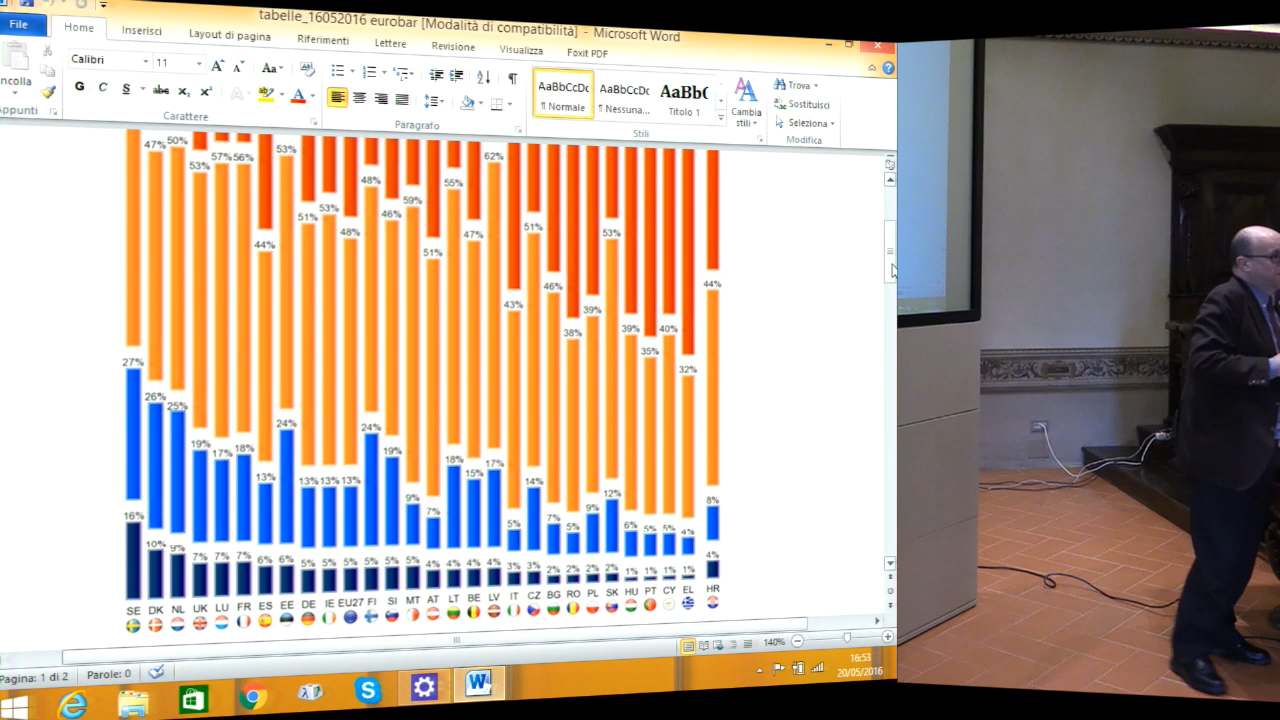 tabelle_16052016 eurobar [Modalità di compatibilità] - Microsoft Word
File Home Inserisci Layout di pagina Riferimenti Lettere Revisione Visualizza Foxit PDF
Calibri 11 Aa
ncolla
G C S abc X₂ X² A A
AaBbCcDc AaBbCcDc AaBbC
¶ Normale ¶ Nessuna... Titolo 1
Cambia stili
Trova
Sostituisci
Seleziona
ppunti Carattere Paragrafo Stili Modifica
47% 50% 53% 57% 56% 44% 53% 51% 53% 48% 48% 46% 59% 51% 55% 47% 62% 43% 51% 46% 38% 39% 53% 39% 35% 40% 32% 44%
27% 26% 25% 19% 17% 18% 13% 24% 13% 13% 13% 24% 19% 9% 7% 18% 15% 17% 5% 14% 7% 5% 9% 12% 6% 5% 5% 4% 8%
16% 10% 9% 7% 7% 7% 6% 6% 5% 5% 5% 5% 5% 5% 4% 4% 4% 4% 3% 3% 2% 2% 2% 2% 1% 1% 1% 1% 4%
SE DK NL UK LU FR ES EE DE IE EU27 FI SI MT AT LT BE LV IT CZ BG RO PL SK HU PT CY EL HR
Pagina: 1 di 2 Parole: 0 140%
16:53
20/05/2016